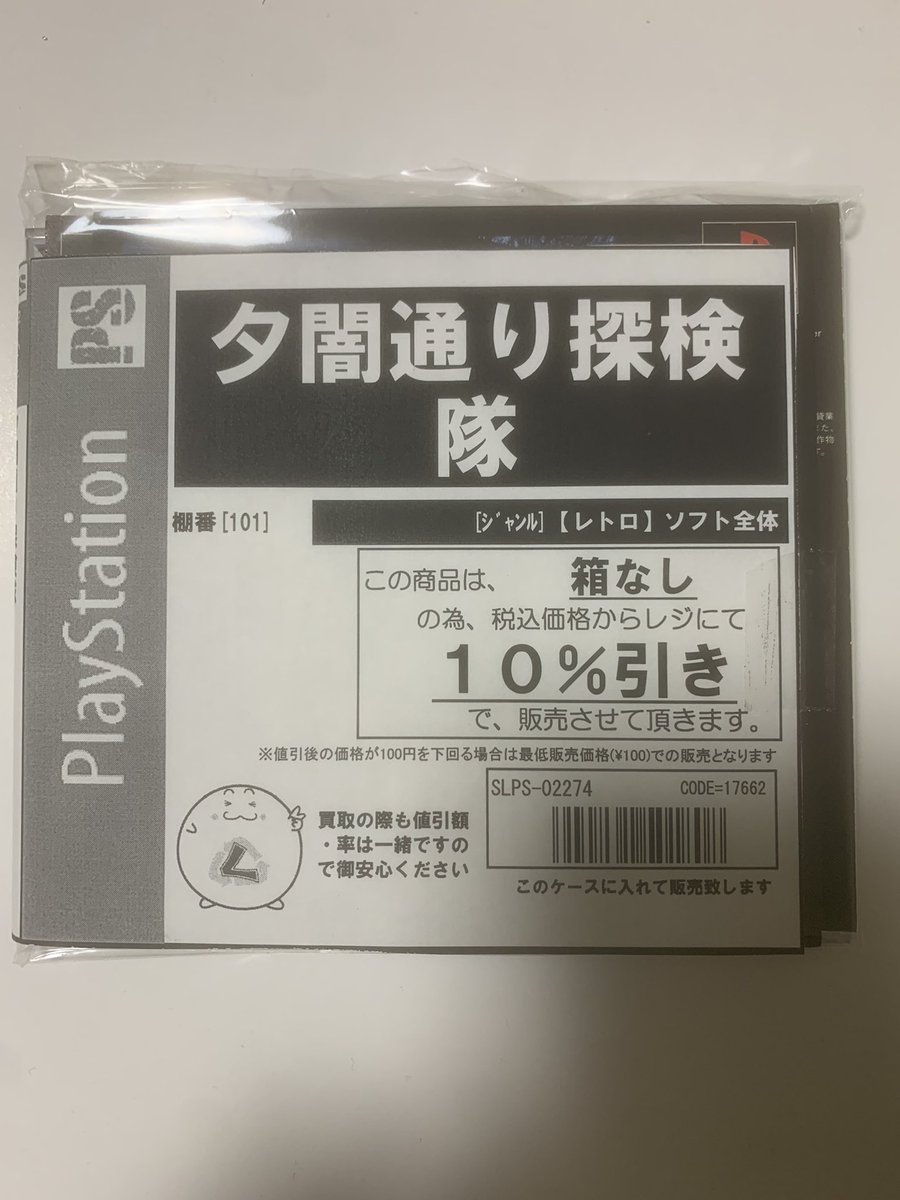 PS
PlayStation
夕闇通り探検
隊
棚番[101]
[ｼﾞｬﾝﾙ]【レトロ】ソフト全体
この商品は、 箱なし
の為、税込価格からレジにて
１０％引き
で、販売させて頂きます。
※値引後の価格が100円を下回る場合は最低販売価格(¥100)での販売となります
買取の際も値引額
・率は一緒ですの
で御安心ください
SLPS-02274 CODE=17662
このケースに入れて販売致します